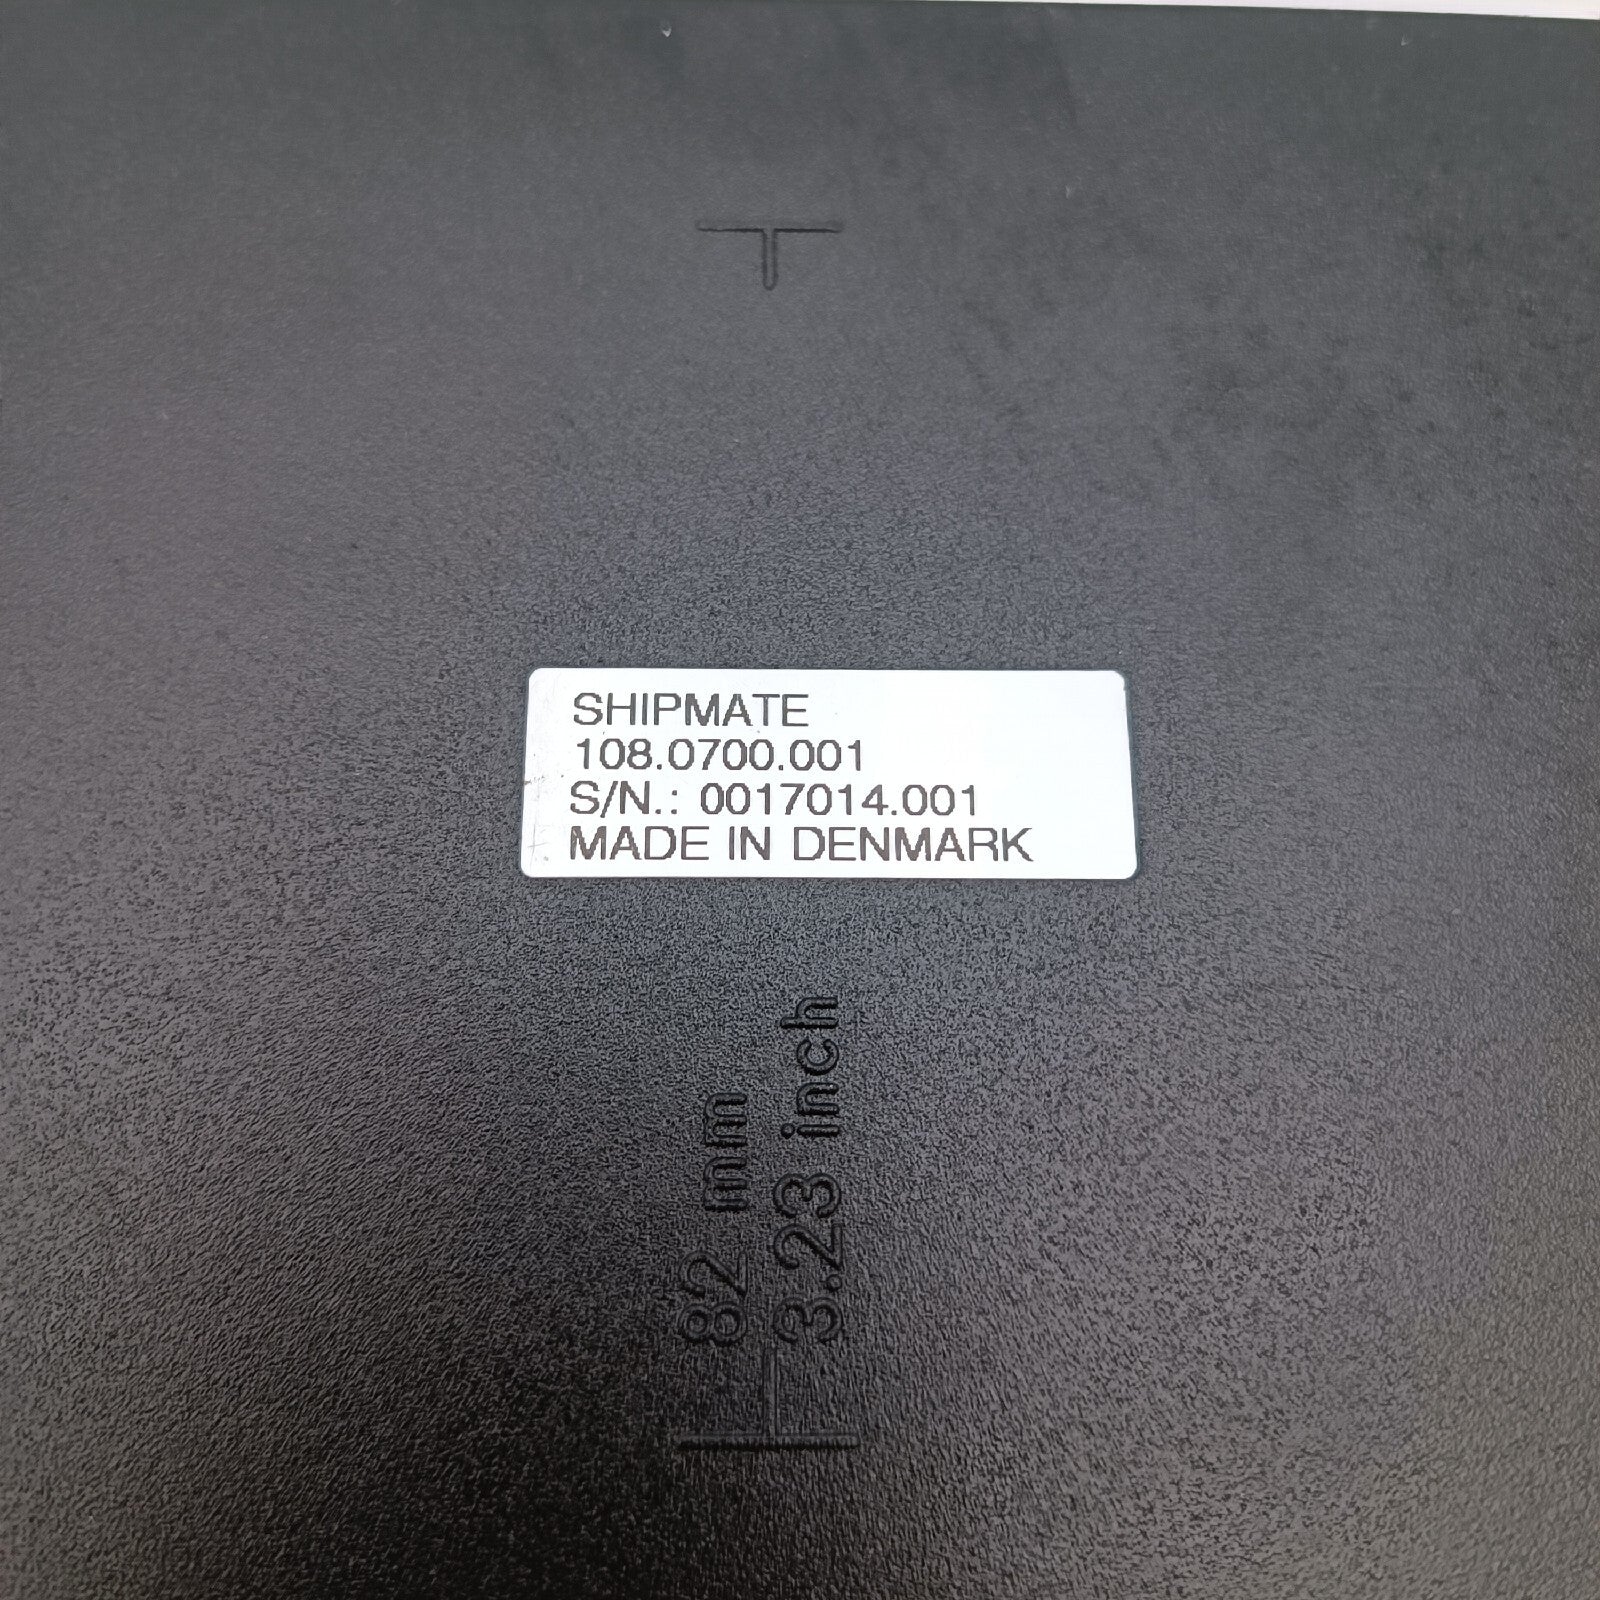 SHIPMATE
108.0700.001
S/N.: 0017014.001
MADE IN DENMARK
82 mm
3.23 inch